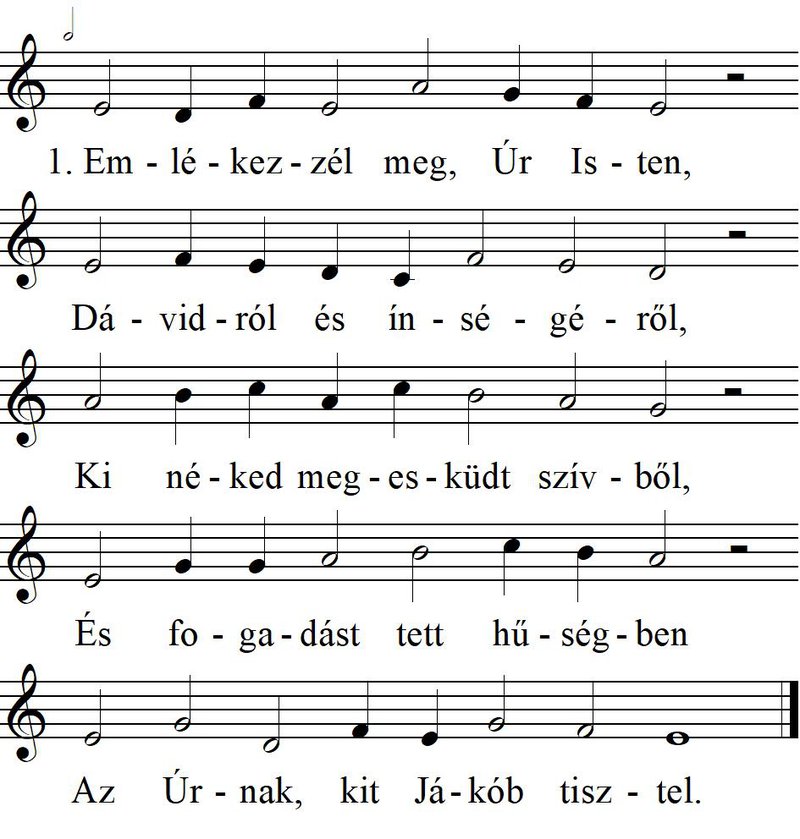 1. Em - lé - kez - zél meg, Úr Is - ten,
Dá - vid - ról és ín - sé - gé - ről,
Ki né - ked meg - es - küdt szív - ből,
És fo - ga - dást tett hű - ség - ben
Az Úr - nak, kit Já - kób tisz - tel.